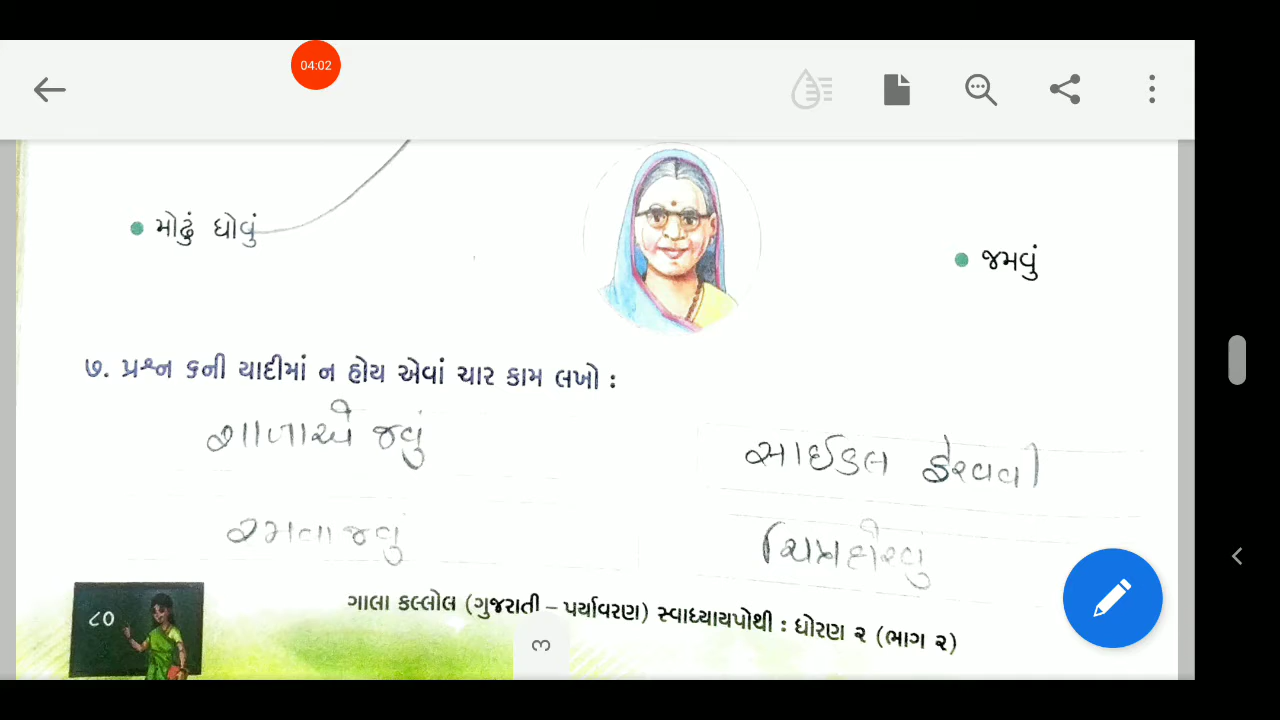 04:02
મોઢું ધોવું
જમવું
૭. પ્રશ્ન ૬ની યાદીમાં ન હોય એવાં ચાર કામ લખો :
શાળાએ જવું
સાઈકલ ફેરવવી
રમવા જવું
ચિત્ર દોરવું
૮૦
ગાલા કલ્લોલ (ગુજરાતી – પર્યાવરણ) સ્વાધ્યાયપોથી : ધોરણ ૨ (ભાગ ૨)
૩